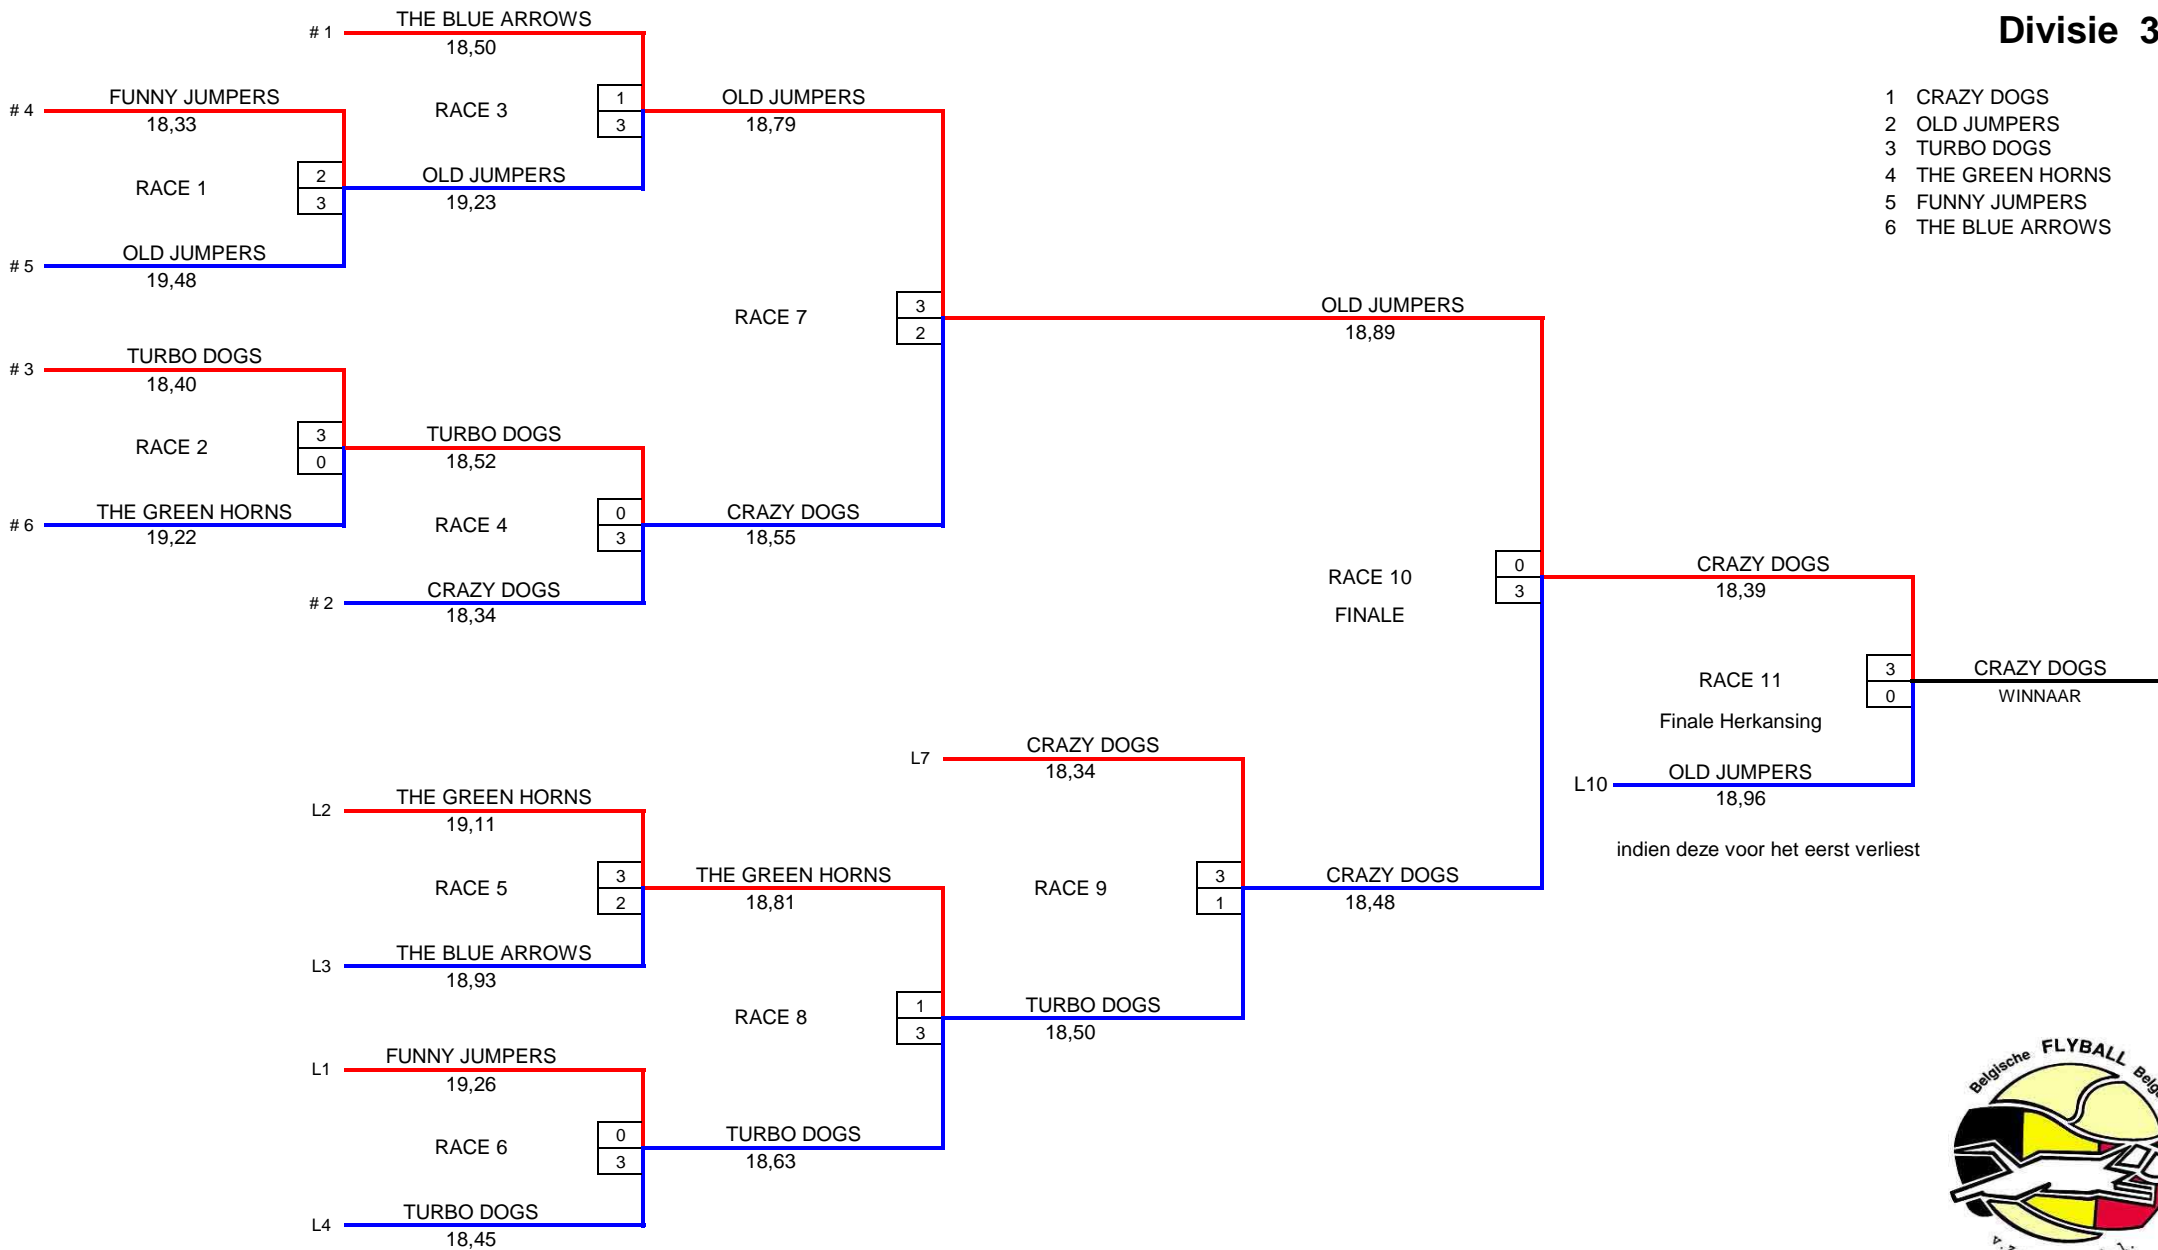 Divisie 3
1 CRAZY DOGS
2 OLD JUMPERS
3 TURBO DOGS
4 THE GREEN HORNS
5 FUNNY JUMPERS
6 THE BLUE ARROWS
# 1
THE BLUE ARROWS
18,50
# 4
FUNNY JUMPERS
18,33
RACE 3
1
3
OLD JUMPERS
18,79
RACE 1
2
3
OLD JUMPERS
19,23
# 5
OLD JUMPERS
19,48
RACE 7
3
2
OLD JUMPERS
18,89
# 3
TURBO DOGS
18,40
RACE 2
3
0
TURBO DOGS
18,52
# 6
THE GREEN HORNS
19,22
RACE 4
0
3
CRAZY DOGS
18,55
# 2
CRAZY DOGS
18,34
RACE 10
FINALE
0
3
CRAZY DOGS
18,39
RACE 11
Finale Herkansing
3
0
CRAZY DOGS
WINNAAR
L10
OLD JUMPERS
18,96
indien deze voor het eerst verliest
L7
CRAZY DOGS
18,34
L2
THE GREEN HORNS
19,11
RACE 5
3
2
THE GREEN HORNS
18,81
RACE 9
3
1
CRAZY DOGS
18,48
L3
THE BLUE ARROWS
18,93
RACE 8
1
3
TURBO DOGS
18,50
L1
FUNNY JUMPERS
19,26
RACE 6
0
3
TURBO DOGS
18,63
L4
TURBO DOGS
18,45
Belgische FLYBALL